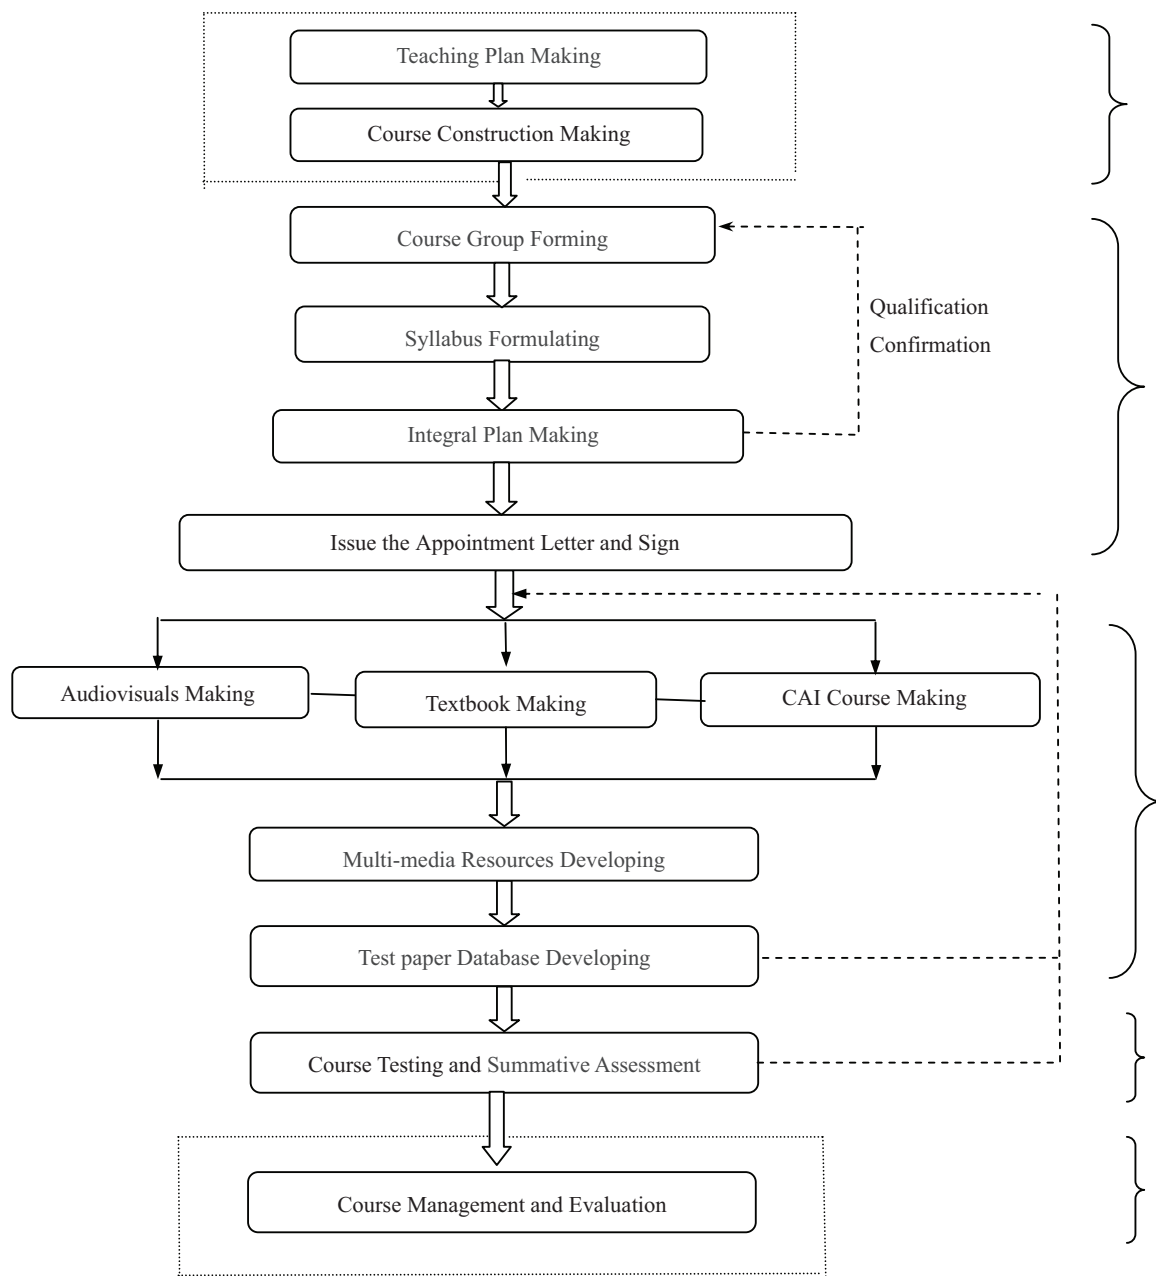 Teaching Plan Making
Course Construction Making
Course Group Forming
Qualification
Confirmation
Syllabus Formulating
Integral Plan Making
Issue the Appointment Letter and Sign
Audiovisuals Making
Textbook Making
CAI Course Making
Multi-media Resources Developing
Test paper Database Developing
Course Testing and Summative Assessment
Course Management and Evaluation